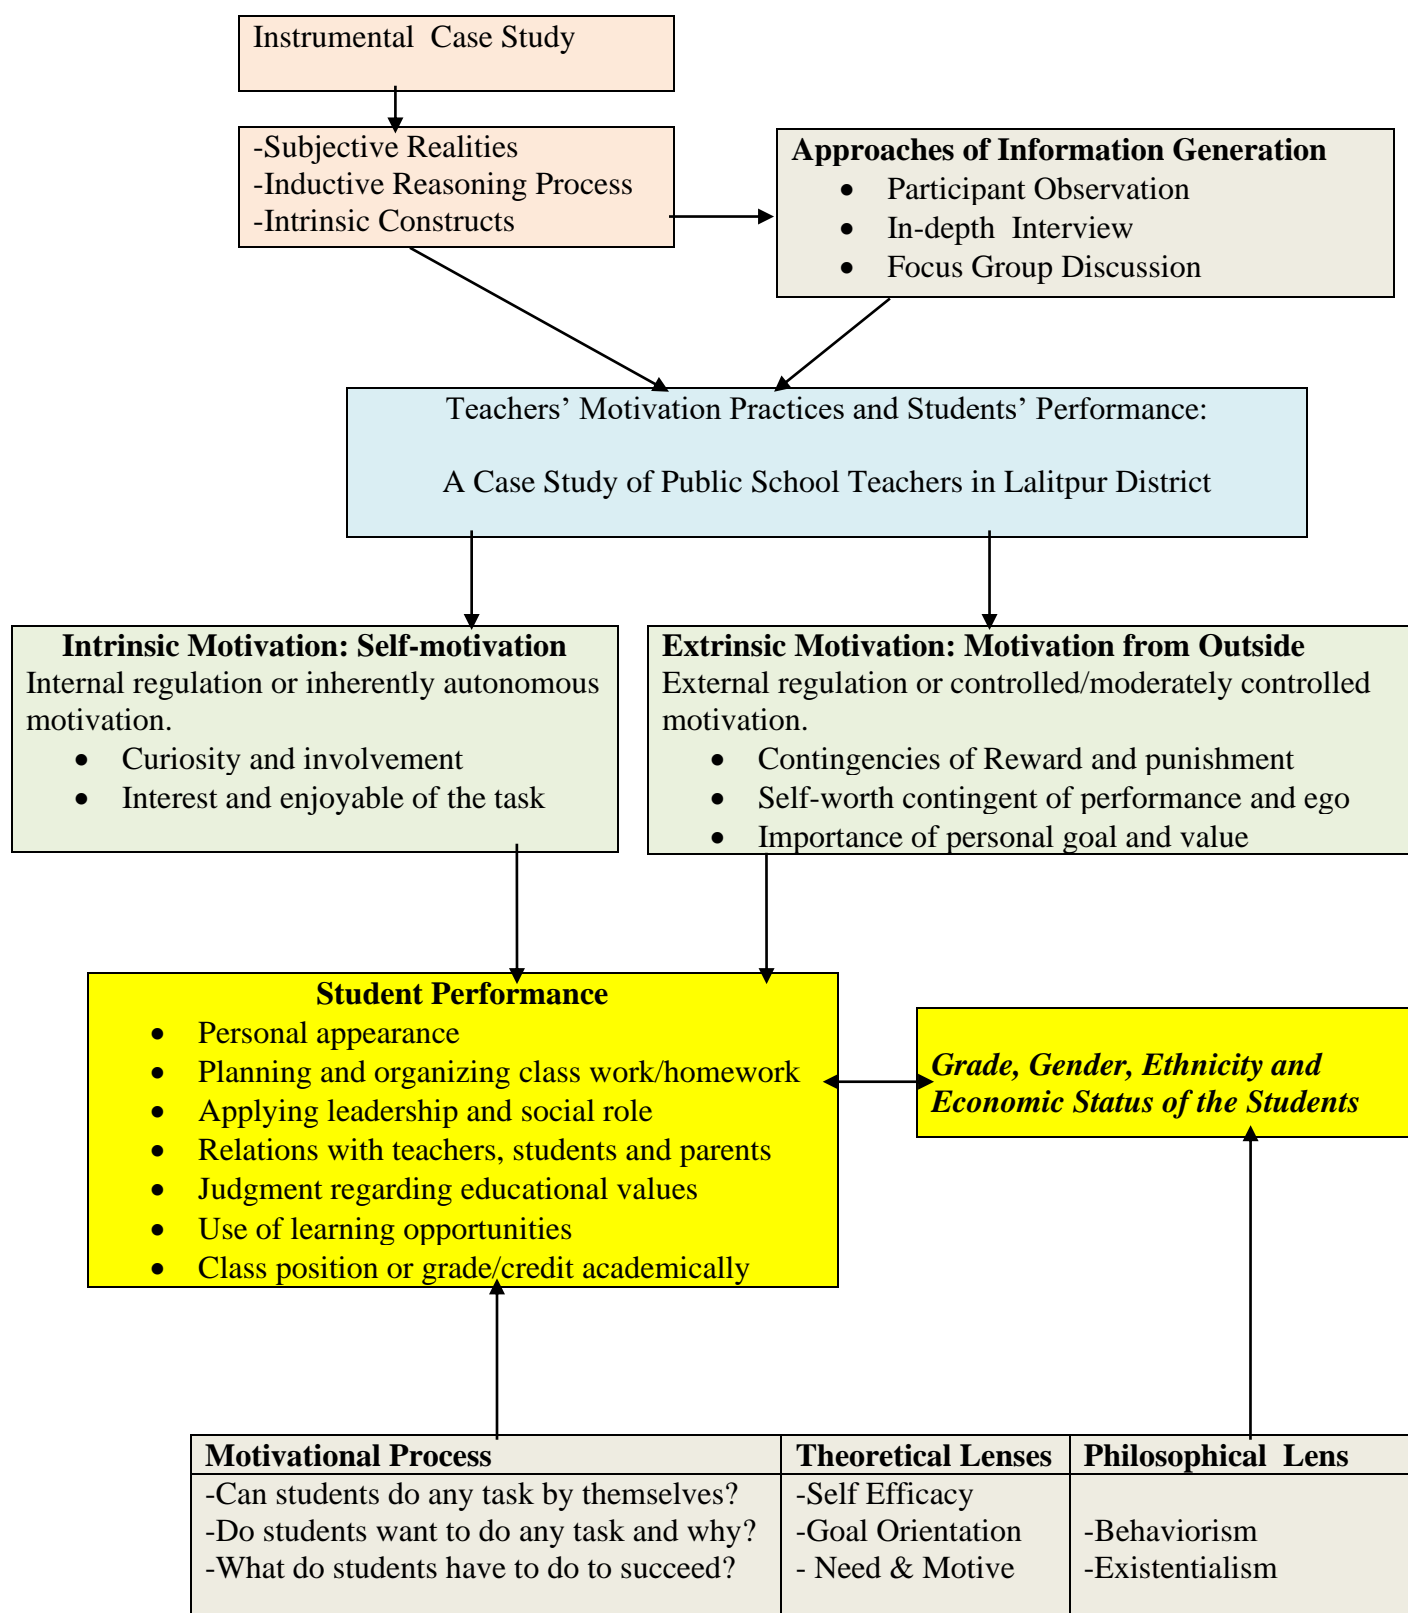 Instrumental  Case Study
-Subjective Realities
-Inductive Reasoning Process
-Intrinsic Constructs
Approaches of Information Generation
• Participant Observation
• In-depth  Interview
• Focus Group Discussion
Teachers’ Motivation Practices and Students’ Performance:
A Case Study of Public School Teachers in Lalitpur District
Intrinsic Motivation: Self-motivation
Internal regulation or inherently autonomous
motivation.
• Curiosity and involvement
• Interest and enjoyable of the task
Extrinsic Motivation: Motivation from Outside
External regulation or controlled/moderately controlled
motivation.
• Contingencies of Reward and punishment
• Self-worth contingent of performance and ego
• Importance of personal goal and value
Student Performance
• Personal appearance
• Planning and organizing class work/homework
• Applying leadership and social role
• Relations with teachers, students and parents
• Judgment regarding educational values
• Use of learning opportunities
• Class position or grade/credit academically
Grade, Gender, Ethnicity and
Economic Status of the Students
Motivational Process
-Can students do any task by themselves?
-Do students want to do any task and why?
-What do students have to do to succeed?
Theoretical Lenses
-Self Efficacy
-Goal Orientation
- Need & Motive
Philosophical  Lens
-Behaviorism
-Existentialism